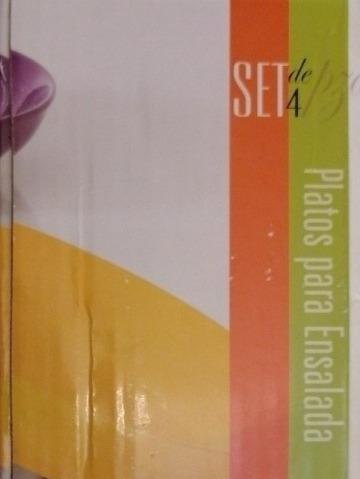 SET de 4
Platos para Ensalada